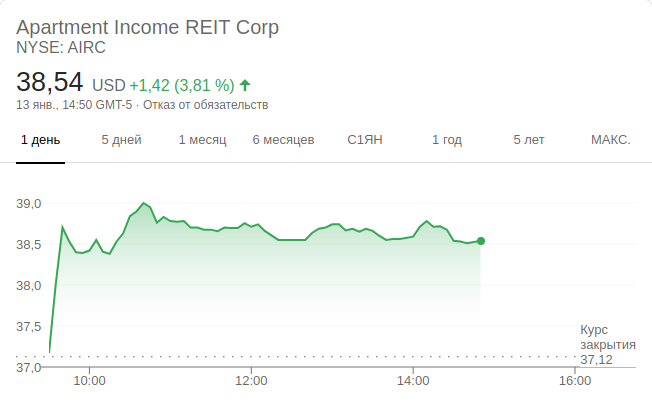 Apartment Income REIT Corp
NYSE: AIRC
38,54 USD +1,42 (3,81 %)
13 янв., 14:50 GMT-5 · Отказ от обязательств
1 день 5 дней 1 месяц 6 месяцев С1ЯН 1 год 5 лет МАКС.
39,0
38,5
38,0
37,5
Курс
закрытия
37,12
37,0
10:00 12:00 14:00 16:00